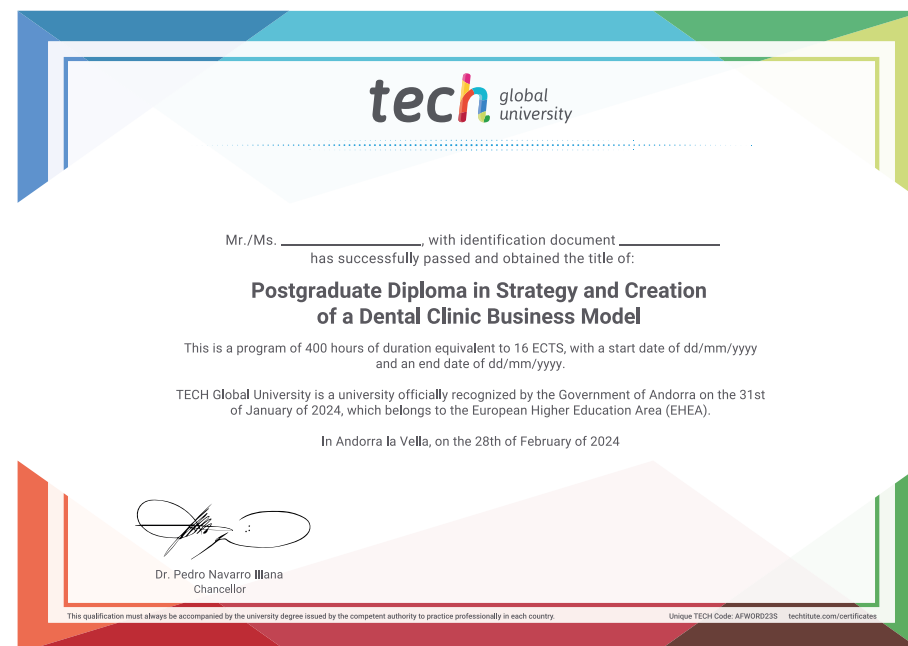 tech global university
Mr./Ms. ____________, with identification document ____________
has successfully passed and obtained the title of:
Postgraduate Diploma in Strategy and Creation
of a Dental Clinic Business Model
This is a program of 400 hours of duration equivalent to 16 ECTS, with a start date of dd/mm/yyyy
and an end date of dd/mm/yyyy.
TECH Global University is a university officially recognized by the Government of Andorra on the 31st
of January of 2024, which belongs to the European Higher Education Area (EHEA).
In Andorra la Vella, on the 28th of February of 2024
Dr. Pedro Navarro Illana
Chancellor
This qualification must always be accompanied by the university degree issued by the competent authority to practice professionally in each country.
Unique TECH Code: AFWORD23S techtitute.com/certificates